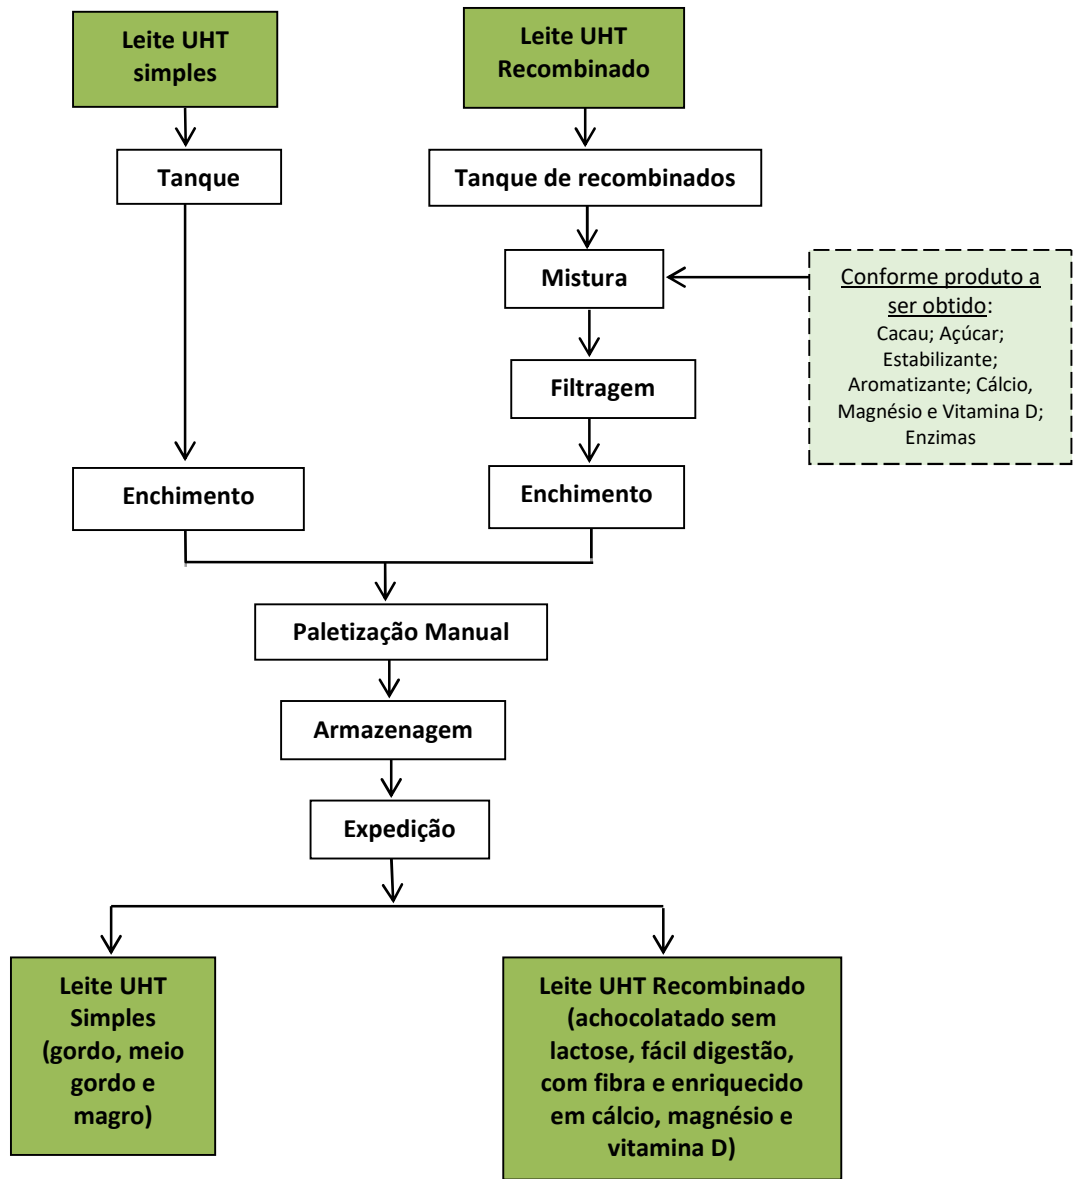 Leite UHT
simples
Leite UHT
Recombinado
Tanque
Tanque de recombinados
Mistura
Conforme produto a
ser obtido:
Cacau; Açúcar;
Estabilizante;
Aromatizante; Cálcio,
Magnésio e Vitamina D;
Enzimas
Filtragem
Enchimento
Enchimento
Paletização Manual
Armazenagem
Expedição
Leite UHT
Simples
(gordo, meio
gordo e
magro)
Leite UHT Recombinado
(achocolatado sem
lactose, fácil digestão,
com fibra e enriquecido
em cálcio, magnésio e
vitamina D)